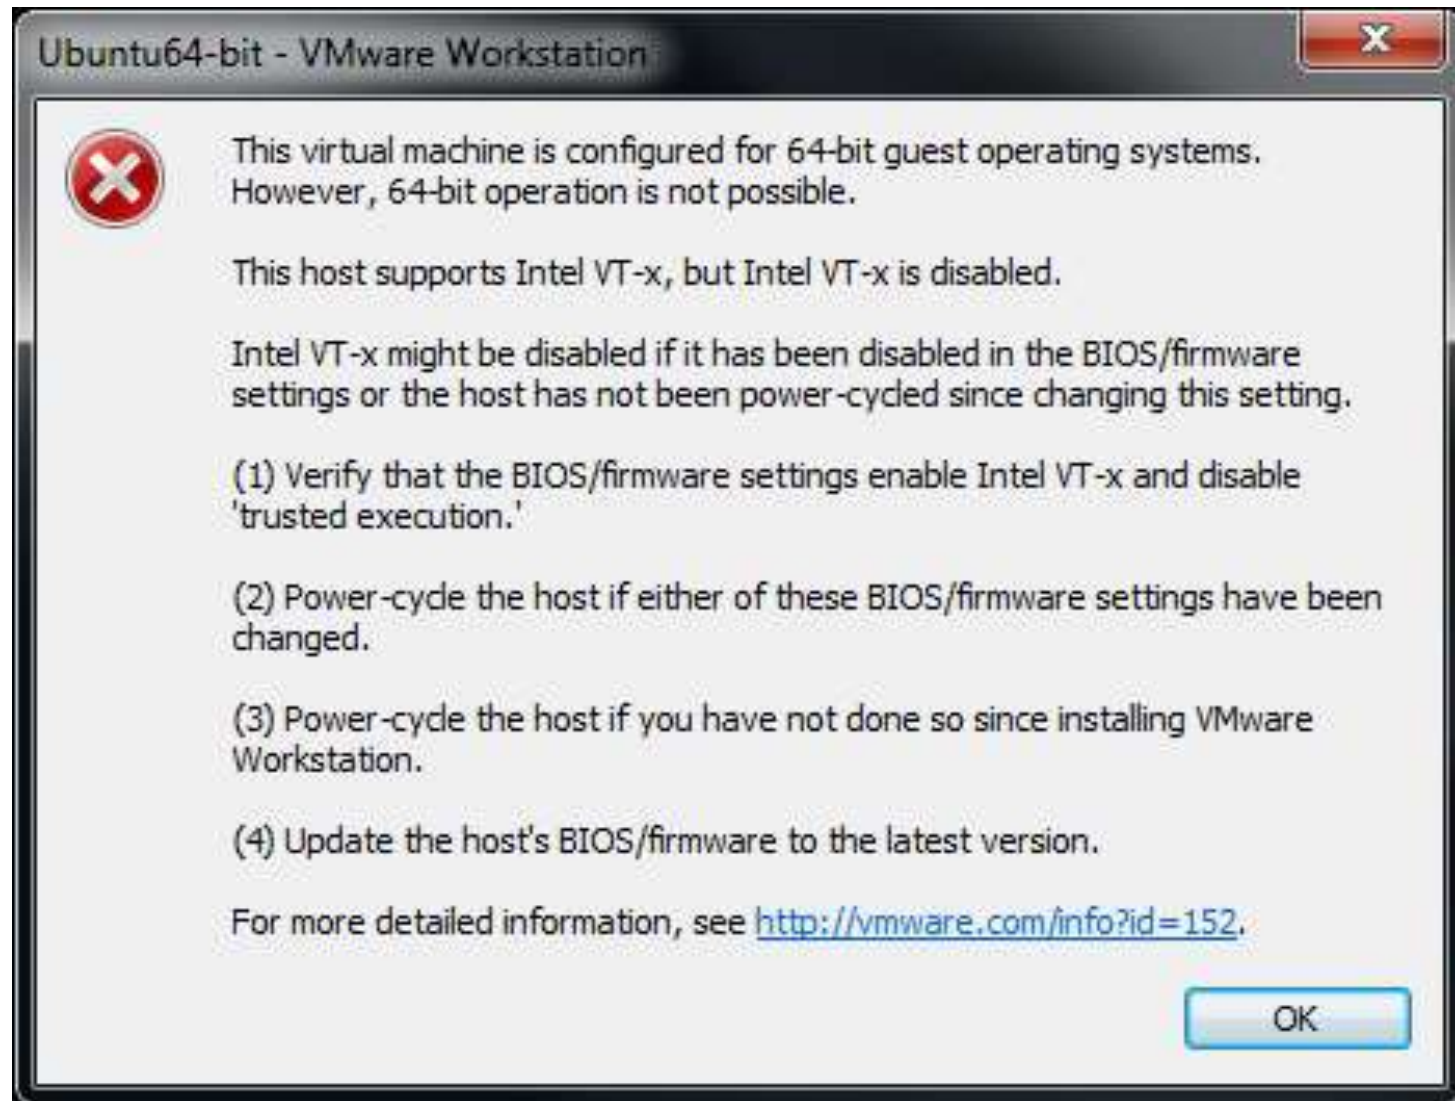 Ubuntu64-bit - VMware Workstation
This virtual machine is configured for 64-bit guest operating systems.
However, 64-bit operation is not possible.
This host supports Intel VT-x, but Intel VT-x is disabled.
Intel VT-x might be disabled if it has been disabled in the BIOS/firmware
settings or the host has not been power-cycled since changing this setting.
(1) Verify that the BIOS/firmware settings enable Intel VT-x and disable
'trusted execution.'
(2) Power-cycle the host if either of these BIOS/firmware settings have been
changed.
(3) Power-cycle the host if you have not done so since installing VMware
Workstation.
(4) Update the host's BIOS/firmware to the latest version.
For more detailed information, see http://vmware.com/info?id=152.
OK